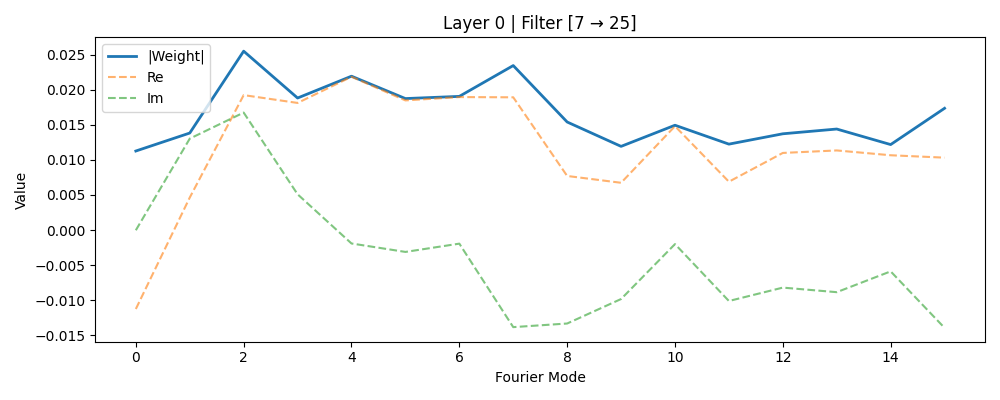 Layer 0 | Filter [7 → 25]
|Weight|
Re
Im
Value
0.025
0.020
0.015
0.010
0.005
0.000
−0.005
−0.010
−0.015
0 2 4 6 8 10 12 14
Fourier Mode